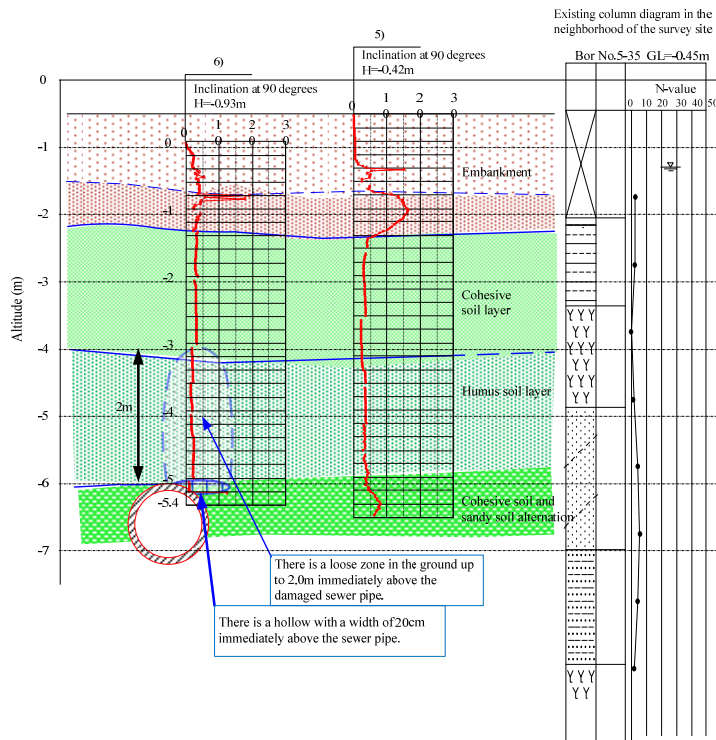 Existing column diagram in the
neighborhood of the survey site
Bor No.5-35 GL=-0.45m
N-value
0 10 20 30 40 50
5)
Inclination at 90 degrees
H=-0.42m
0 1 2 3
0 0 0
6)
Inclination at 90 degrees
H=-0.93m
0 1 2 3
0 0 0
Altitude (m)
0
-1
-2
-3
-4
-5
-6
-7
0
-1
-2
-3
-4
-5
-5.4
Embankment
Cohesive
soil layer
Humus soil layer
Cohesive soil and
sandy soil alternation
2m
There is a loose zone in the ground up
to 2.0m immediately above the
damaged sewer pipe.
There is a hollow with a width of 20cm
immediately above the sewer pipe.